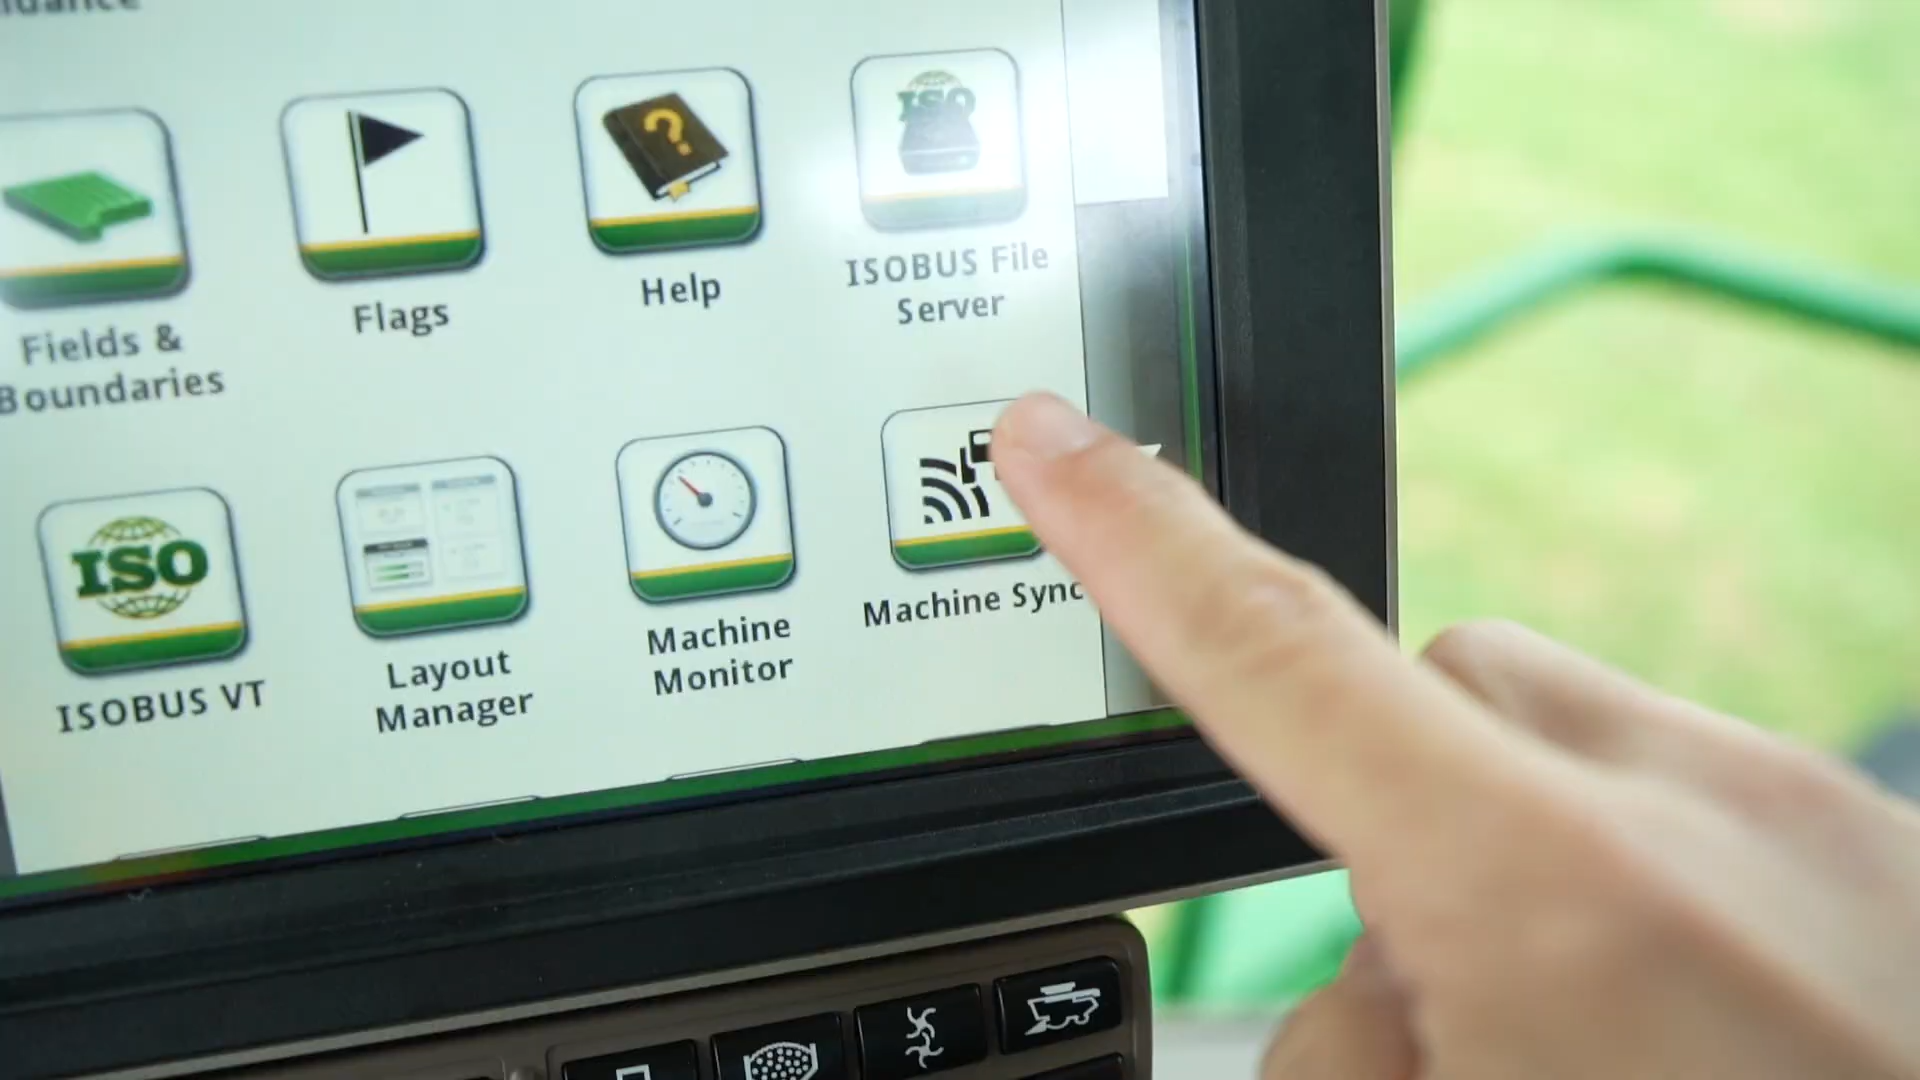 Flags
Help
ISOBUS File
Server
ISO
Fields &
Boundaries
ISO
ISOBUS VT
Layout
Manager
Machine
Monitor
Machine Sync